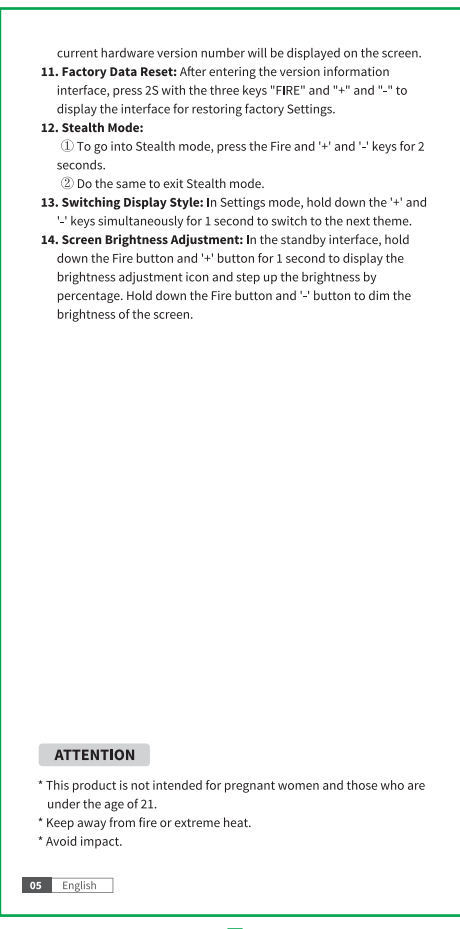 current hardware version number will be displayed on the screen.
11. Factory Data Reset: After entering the version information
interface, press 2S with the three keys "FIRE" and "+" and "-" to
display the interface for restoring factory Settings.
12. Stealth Mode:
① To go into Stealth mode, press the Fire and '+' and '-' keys for 2
seconds.
② Do the same to exit Stealth mode.
13. Switching Display Style: In Settings mode, hold down the '+' and
'-' keys simultaneously for 1 second to switch to the next theme.
14. Screen Brightness Adjustment: In the standby interface, hold
down the Fire button and '+' button for 1 second to display the
brightness adjustment icon and step up the brightness by
percentage. Hold down the Fire button and '-' button to dim the
brightness of the screen.
ATTENTION
* This product is not intended for pregnant women and those who are
under the age of 21.
* Keep away from fire or extreme heat.
* Avoid impact.
05 English